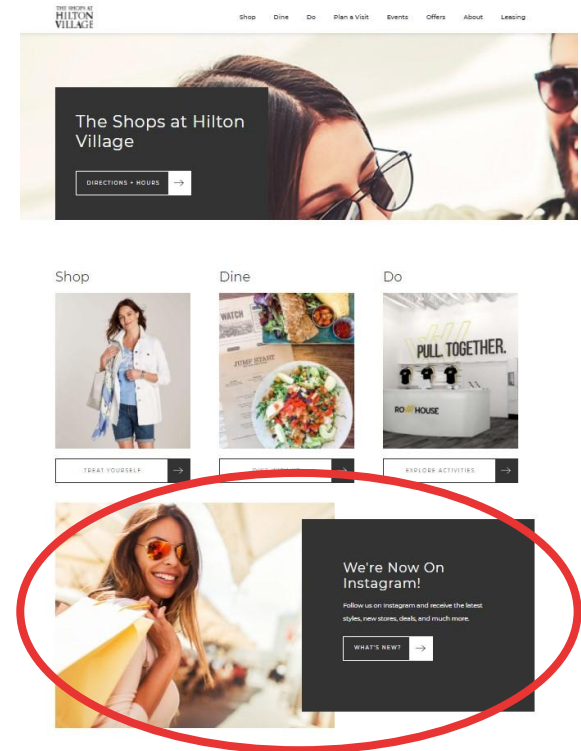 THE SHOPS AT
HILTON
VILLAGE
Shop Dine Do Plan a Visit Events Offers About Leasing
The Shops at Hilton
Village
DIRECTIONS + HOURS
Shop Dine Do
WATCH
JUMP START
PULL TOGETHER.
RO HOUSE
TREAT YOURSELF
EXPLORE ACTIVITIES
We're Now On
Instagram!
Follow us on Instagram and receive the latest
styles, new stores, deals, and much more.
WHAT'S NEW?